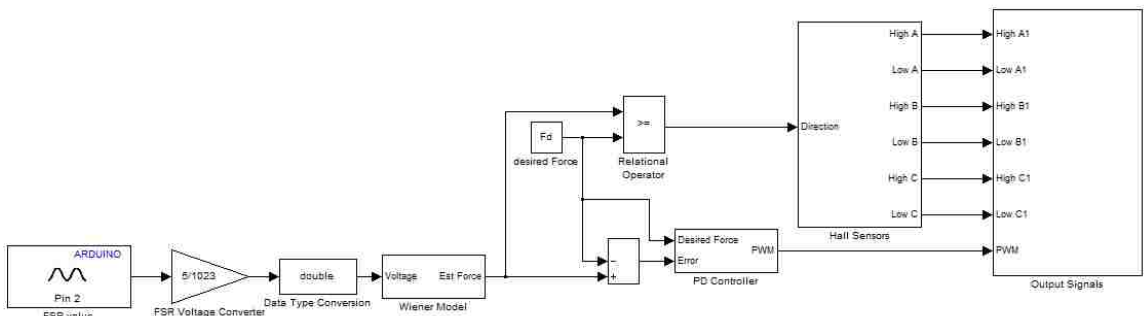 ARDUINO
Pin 2
FSR value
5/1023
FSR Voltage Converter
double
Data Type Conversion
Voltage
Est Force
Wiener Model
Fd
desired Force
>=
Relational
Operator
−
+
Desired Force
Error
PWM
PD Controller
Direction
High A
Low A
High B
Low B
High C
Low C
Hall Sensors
High A1
Low A1
High B1
Low B1
High C1
Low C1
PWM
Output Signals